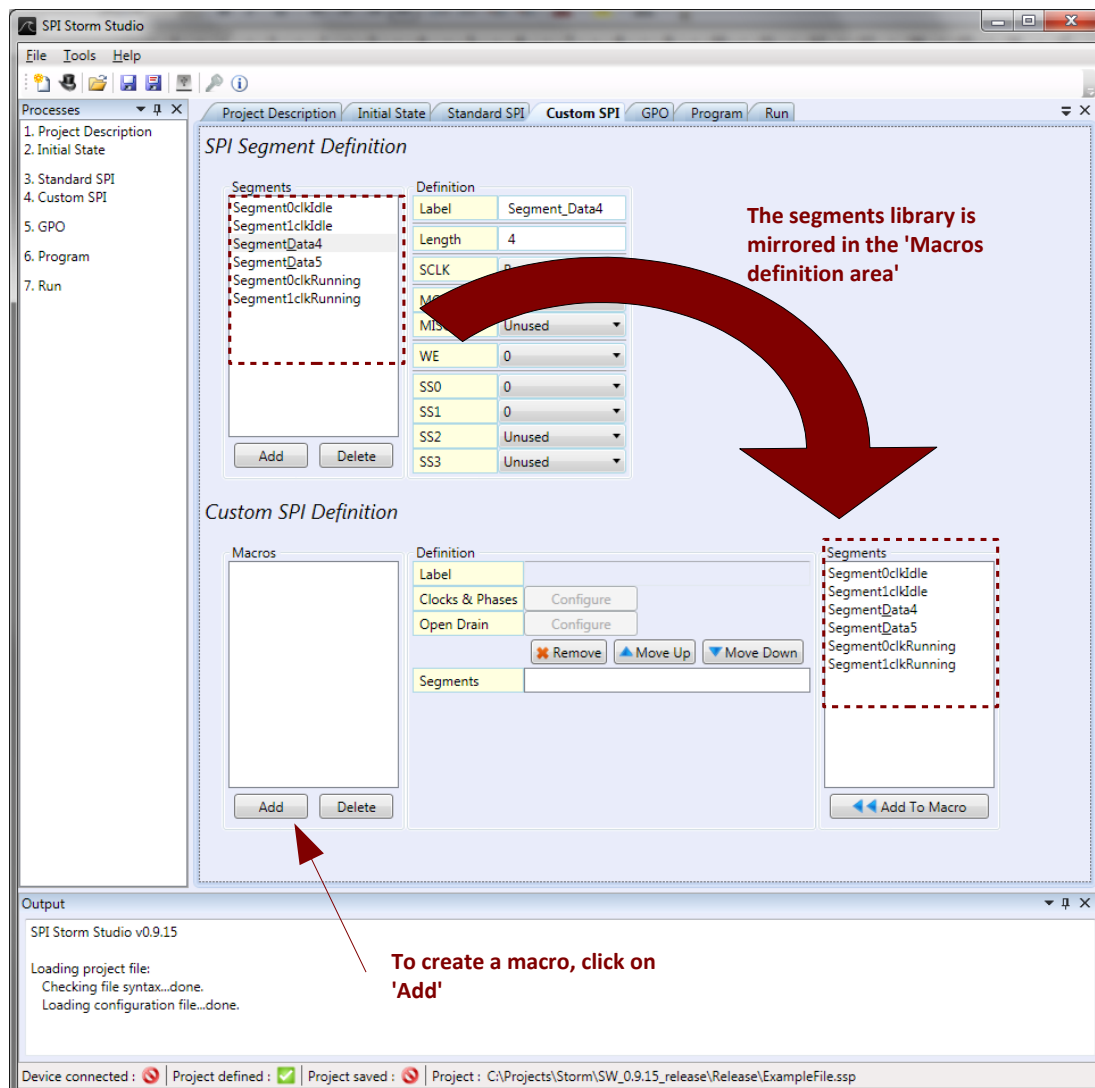 SPI Storm Studio
File Tools Help
Processes
1. Project Description
2. Initial State
3. Standard SPI
4. Custom SPI
5. GPO
6. Program
7. Run
Project Description Initial State Standard SPI Custom SPI GPO Program Run
SPI Segment Definition
Segments
Segment0clkIdle
Segment1clkIdle
SegmentData4
SegmentData5
Segment0clkRunning
Segment1clkRunning
Add Delete
Definition
Label Segment_Data4
Length 4
SCLK
Unused
WE 0
SS0 0
SS1 0
SS2 Unused
SS3 Unused
The segments library is
mirrored in the 'Macros
definition area'
Custom SPI Definition
Macros
Add Delete
Definition
Label
Clocks & Phases Configure
Open Drain Configure
Remove Move Up Move Down
Segments
Segments
Segment0clkIdle
Segment1clkIdle
SegmentData4
SegmentData5
Segment0clkRunning
Segment1clkRunning
Add To Macro
Output
SPI Storm Studio v0.9.15
Loading project file:
Checking file syntax...done.
Loading configuration file...done.
To create a macro, click on
'Add'
Device connected : Project defined : Project saved : Project : C:\Projects\Storm\SW_0.9.15_release\Release\ExampleFile.ssp